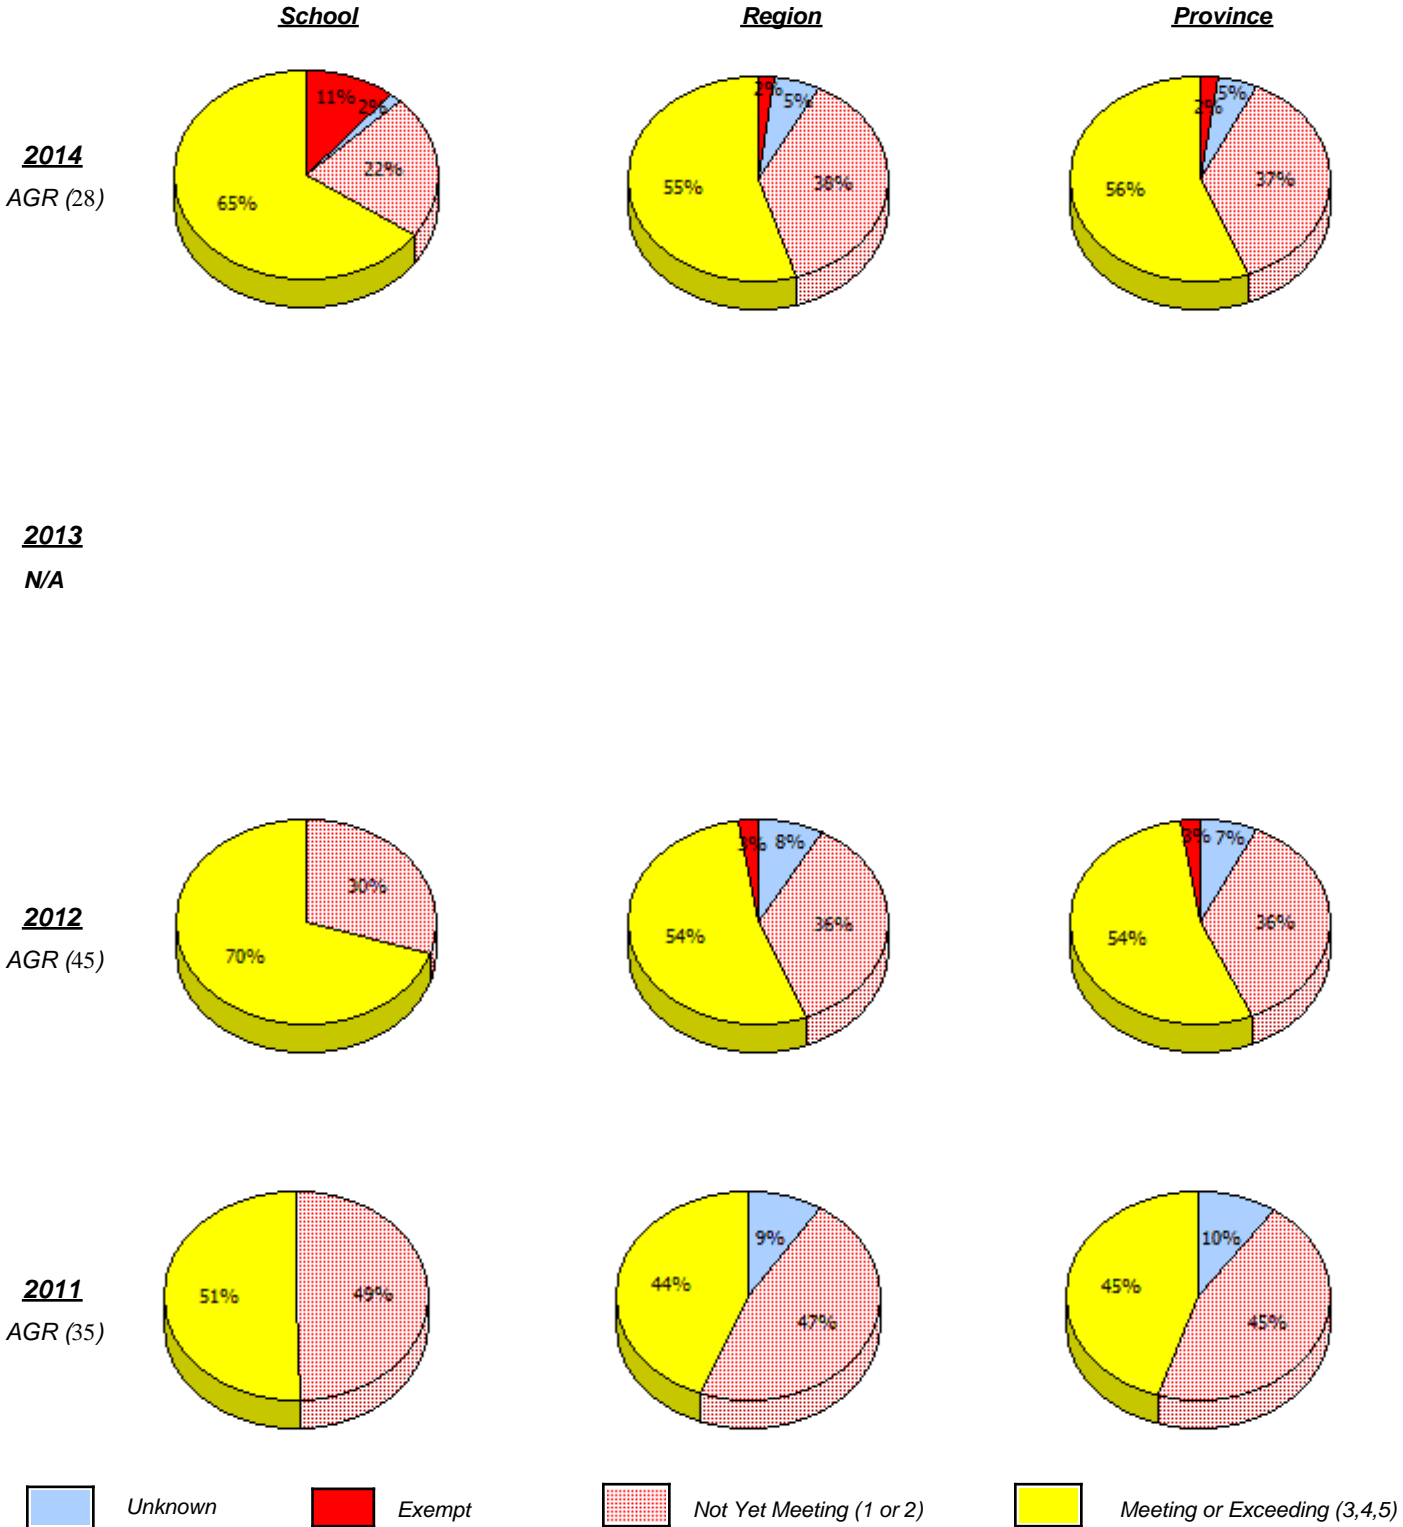 School Region Province
11% 2% 22% 65%
2% 5% 38% 55%
2% 5% 37% 56%
2014
AGR (28)
2013
N/A
30% 70%
3% 8% 36% 54%
3% 7% 36% 54%
2012
AGR (45)
51% 49%
9% 44% 47%
10% 45% 45%
2011
AGR (35)
Unknown Exempt Not Yet Meeting (1 or 2) Meeting or Exceeding (3,4,5)